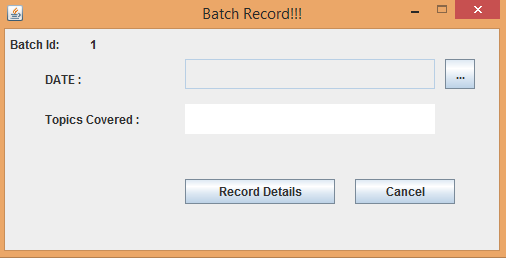 Batch Record!!!
Batch Id: 1
DATE :
...
Topics Covered :
Record Details Cancel